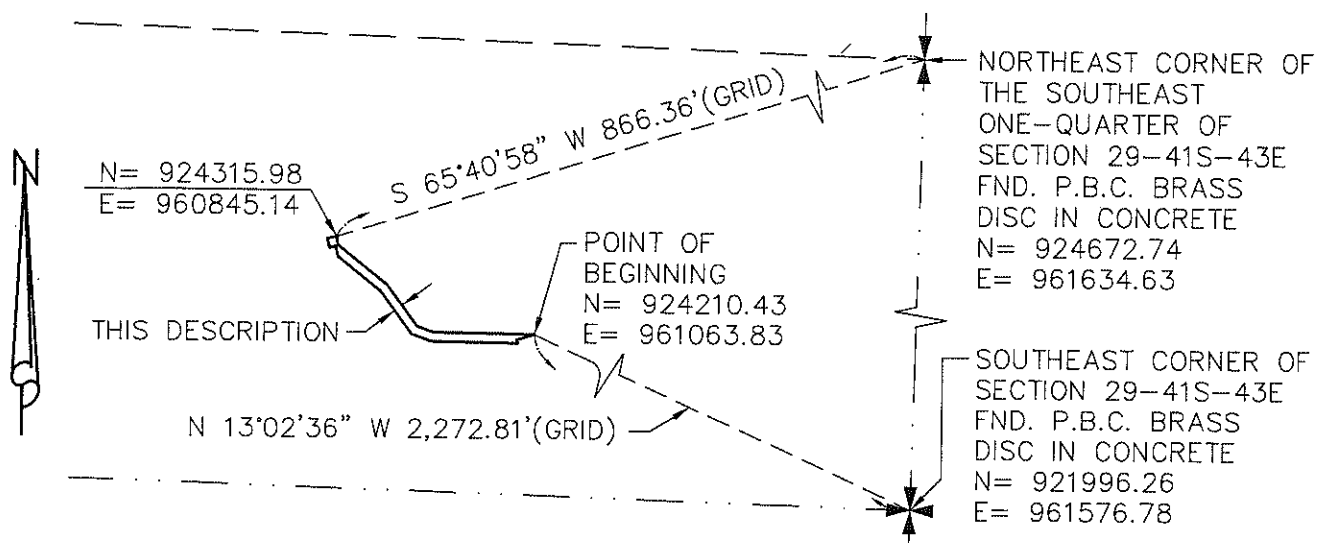 S 65°40'58" W 866.36'(GRID)
NORTHEAST CORNER OF
THE SOUTHEAST
ONE-QUARTER OF
SECTION 29-41S-43E
FND. P.B.C. BRASS
DISC IN CONCRETE
N= 924672.74
E= 961634.63
N
N= 924315.98
E= 960845.14
POINT OF
BEGINNING
N= 924210.43
E= 961063.83
THIS DESCRIPTION
N 13°02'36" W 2,272.81'(GRID)
SOUTHEAST CORNER OF
SECTION 29-41S-43E
FND. P.B.C. BRASS
DISC IN CONCRETE
N= 921996.26
E= 961576.78